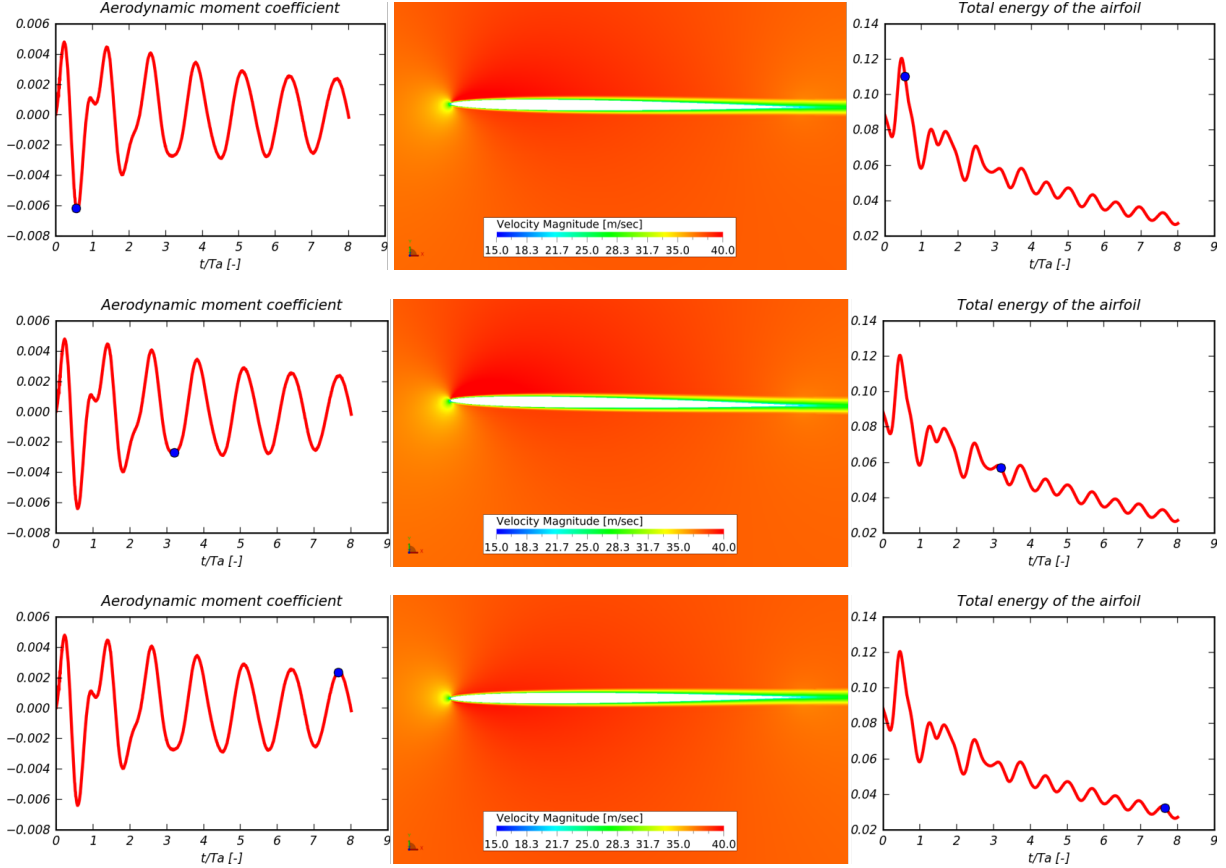 Aerodynamic moment coefficient
0.006
0.004
0.002
0.000
−0.002
−0.004
−0.006
−0.008
0 1 2 3 4 5 6 7 8 9
t/Ta [-]
Velocity Magnitude [m/sec]
15.0 18.3 21.7 25.0 28.3 31.7 35.0 40.0
Total energy of the airfoil
0.14
0.12
0.10
0.08
0.06
0.04
0.02
0 1 2 3 4 5 6 7 8 9
t/Ta [-]
Aerodynamic moment coefficient
0.006
0.004
0.002
0.000
−0.002
−0.004
−0.006
−0.008
0 1 2 3 4 5 6 7 8 9
t/Ta [-]
Velocity Magnitude [m/sec]
15.0 18.3 21.7 25.0 28.3 31.7 35.0 40.0
Total energy of the airfoil
0.14
0.12
0.10
0.08
0.06
0.04
0.02
0 1 2 3 4 5 6 7 8 9
t/Ta [-]
Aerodynamic moment coefficient
0.006
0.004
0.002
0.000
−0.002
−0.004
−0.006
−0.008
0 1 2 3 4 5 6 7 8 9
t/Ta [-]
Velocity Magnitude [m/sec]
15.0 18.3 21.7 25.0 28.3 31.7 35.0 40.0
Total energy of the airfoil
0.14
0.12
0.10
0.08
0.06
0.04
0.02
0 1 2 3 4 5 6 7 8 9
t/Ta [-]